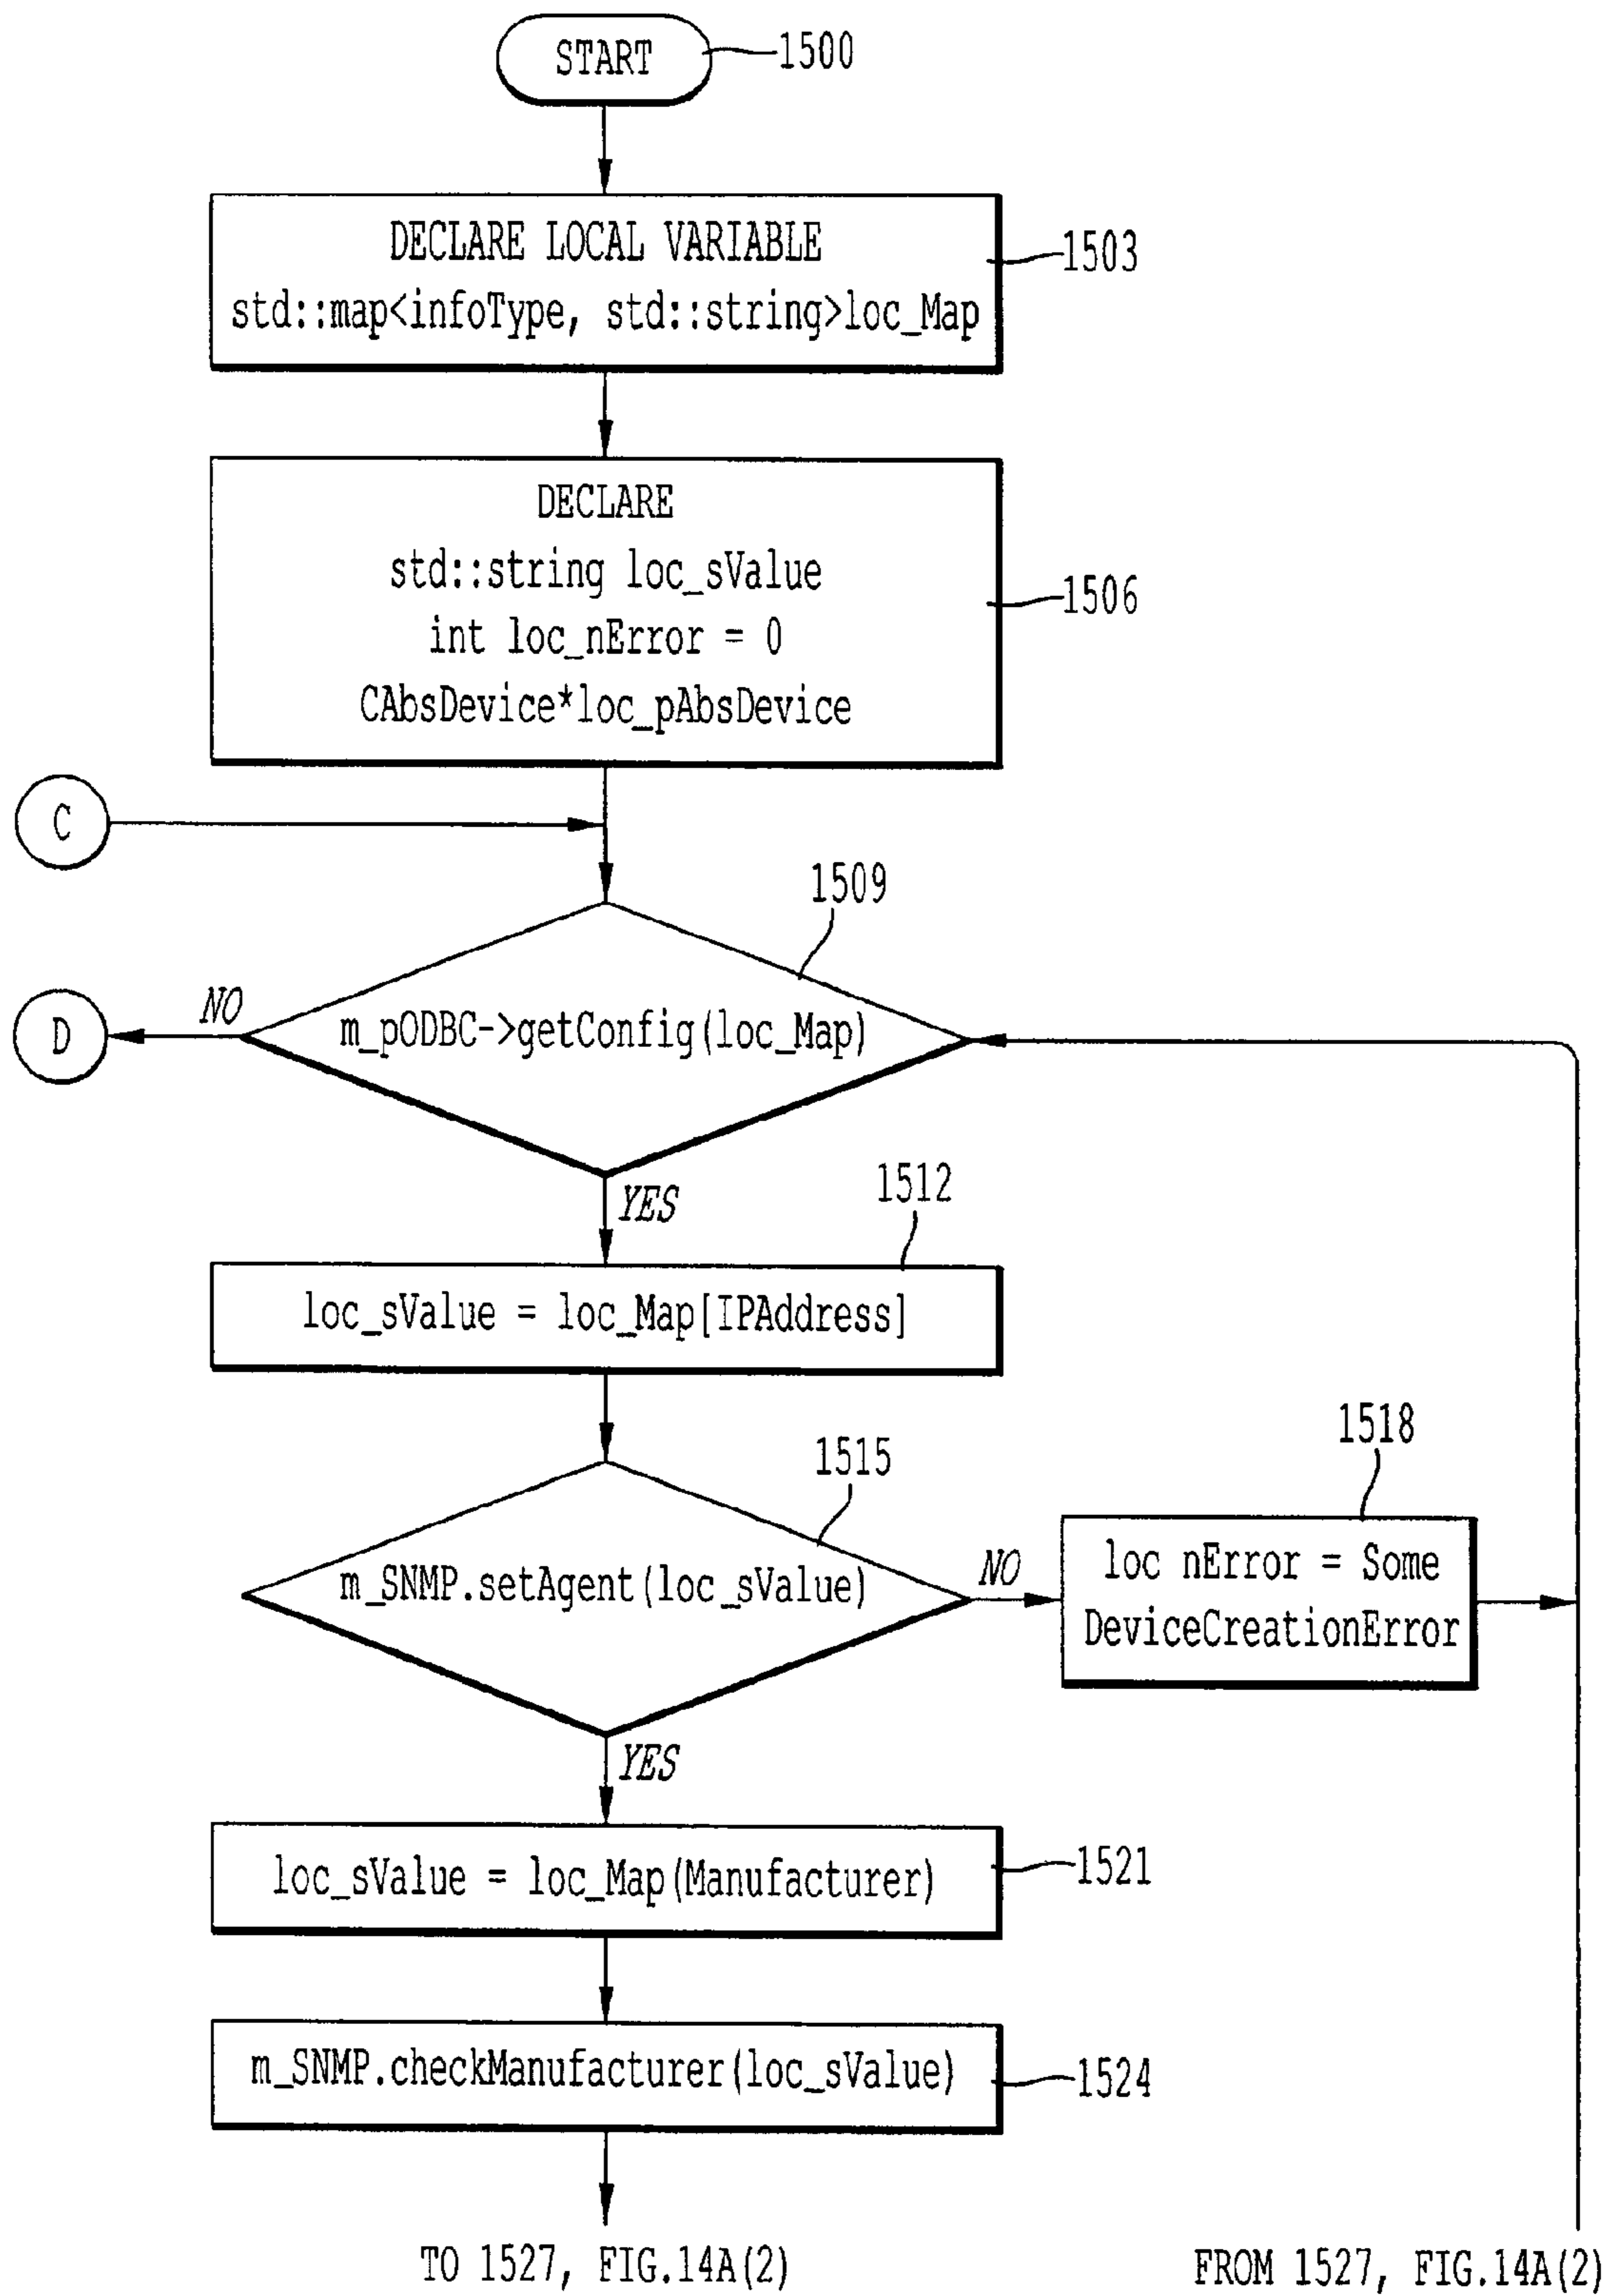 START
1500
DECLARE LOCAL VARIABLE
std::map<infoType, std::string>loc_Map
1503
DECLARE
std::string loc_sValue
int loc_nError = 0
CAbsDevice*loc_pAbsDevice
1506
C
1509
D
NO
m_pODBC->getConfig(loc_Map)
YES
1512
loc_sValue = loc_Map[IPAddress]
1515
m_SNMP.setAgent(loc_sValue)
NO
1518
loc nError = Some
DeviceCreationError
YES
loc_sValue = loc_Map(Manufacturer)
1521
m_SNMP.checkManufacturer(loc_sValue)
1524
TO 1527, FIG.14A(2)
FROM 1527, FIG.14A(2)